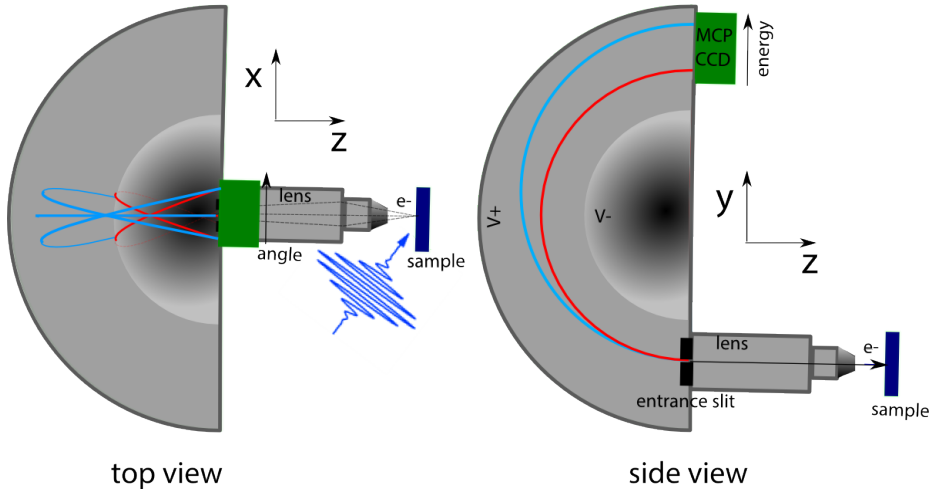 x
z
lens
e-
angle
sample
top view
MCP
CCD
energy
V+
V-
y
z
lens
e-
entrance slit
sample
side view